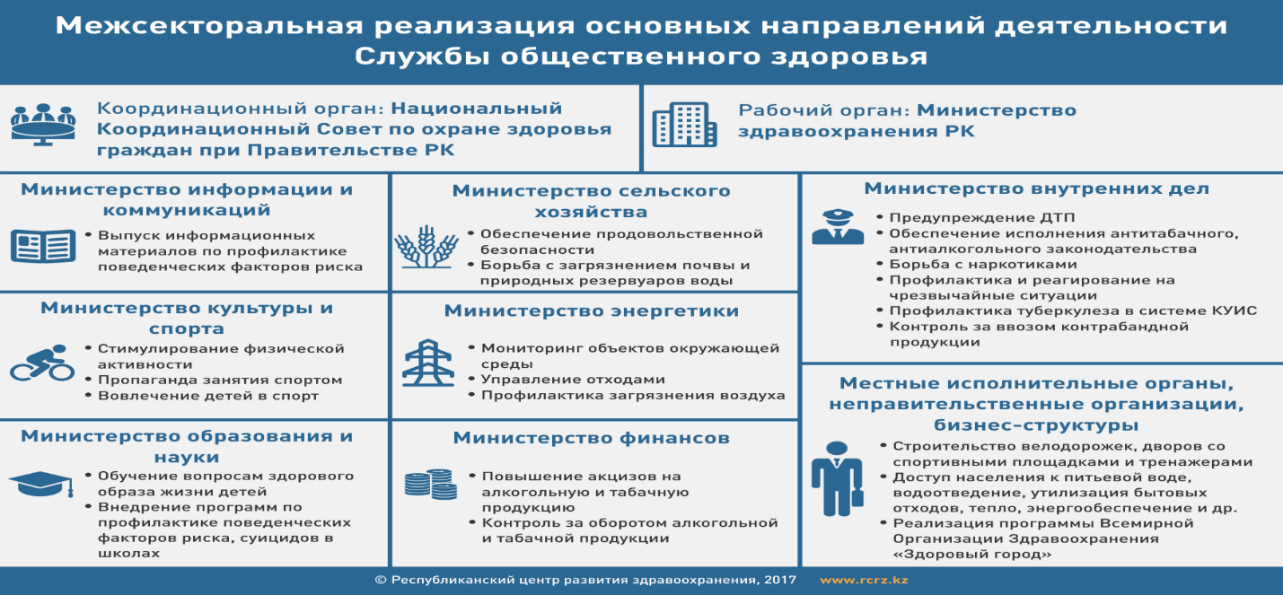 Межсекторальная реализация основных направлений деятельности
Службы общественного здоровья
Координационный орган: Национальный
Координационный Совет по охране здоровья
граждан при Правительстве РК
Рабочий орган: Министерство
здравоохранения РК
Министерство информации и
коммуникаций
• Выпуск информационных
материалов по профилактике
поведенческих факторов риска
Министерство культуры и
спорта
• Стимулирование физической
активности
• Пропаганда занятия спортом
• Вовлечение детей в спорт
Министерство образования и
науки
• Обучение вопросам здорового
образа жизни детей
• Внедрение программ по
профилактике поведенческих
факторов риска, суицидов в
школах
Министерство сельского
хозяйства
• Обеспечение продовольственной
безопасности
• Борьба с загрязнением почвы и
природных резервуаров воды
Министерство энергетики
• Мониторинг объектов окружающей
среды
• Управление отходами
• Профилактика загрязнения воздуха
Министерство финансов
• Повышение акцизов на
алкогольную и табачную
продукцию
• Контроль за оборотом алкогольной
и табачной продукции
Министерство внутренних дел
• Предупреждение ДТП
• Обеспечение исполнения антитабачного,
антиалкогольного законодательства
• Борьба с наркотиками
• Профилактика и реагирование на
чрезвычайные ситуации
• Профилактика туберкулеза в системе КУИС
• Контроль за ввозом контрабандной
продукции
Местные исполнительные органы,
неправительственные организации,
бизнес-структуры
• Строительство велодорожек, дворов со
спортивными площадками и тренажерами
• Доступ населения к питьевой воде,
водоотведение, утилизация бытовых
отходов, тепло, энергообеспечение и др.
• Реализация программы Всемирной
Организации Здравоохранения
«Здоровый город»
© Республиканский центр развития здравоохранения, 2017 www.rcrz.kz